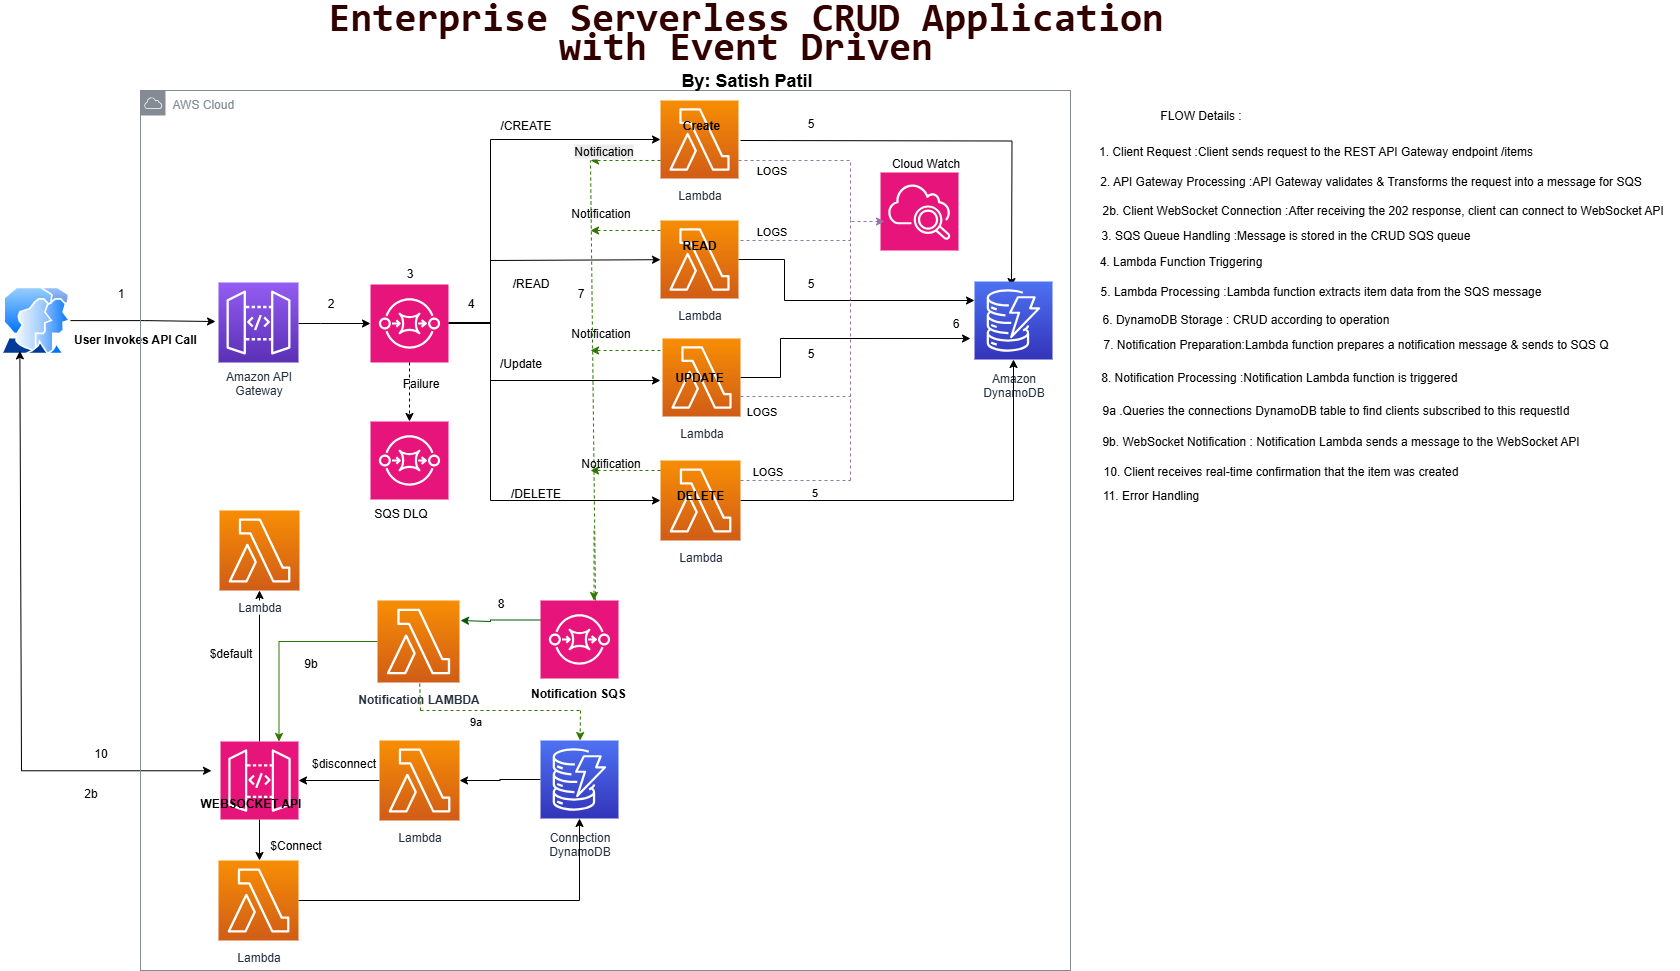 Enterprise Serverless CRUD Application
with Event Driven
By: Satish Patil
AWS Cloud
FLOW Details :
1. Client Request :Client sends request to the REST API Gateway endpoint /items
2. API Gateway Processing :API Gateway validates & Transforms the request into a message for SQS
2b. Client WebSocket Connection :After receiving the 202 response, client can connect to WebSocket API
3. SQS Queue Handling :Message is stored in the CRUD SQS queue
4. Lambda Function Triggering
5. Lambda Processing :Lambda function extracts item data from the SQS message
6. DynamoDB Storage : CRUD according to operation
7. Notification Preparation:Lambda function prepares a notification message & sends to SQS Q
8. Notification Processing :Notification Lambda function is triggered
9a .Queries the connections DynamoDB table to find clients subscribed to this requestId
9b. WebSocket Notification : Notification Lambda sends a message to the WebSocket API
10. Client receives real-time confirmation that the item was created
11. Error Handling
/CREATE
Create
5
Notification
LOGS
Cloud Watch
Lambda
Notification
LOGS
READ
/READ
5
Lambda
1
User Invokes API Call
2
Amazon API
Gateway
3
4
7
Failure
SQS DLQ
Notification
/Update
UPDATE
5
6
LOGS
Lambda
Amazon
DynamoDB
Notification
LOGS
/DELETE
DELETE
5
Lambda
Lambda
$default
8
9b
Notification LAMBDA
Notification SQS
9a
10
2b
WEBSOCKET API
$disconnect
Lambda
Connection
DynamoDB
$Connect
Lambda